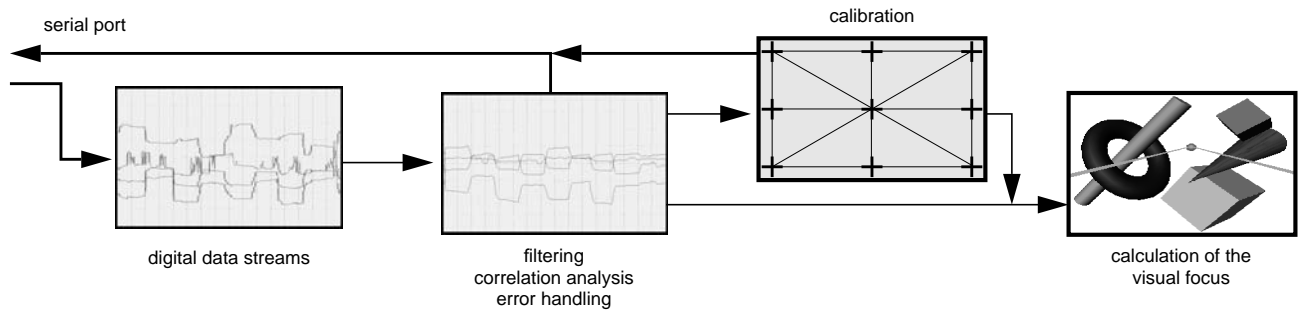 serial port
calibration
digital data streams
filtering
correlation analysis
error handling
calculation of the
visual focus